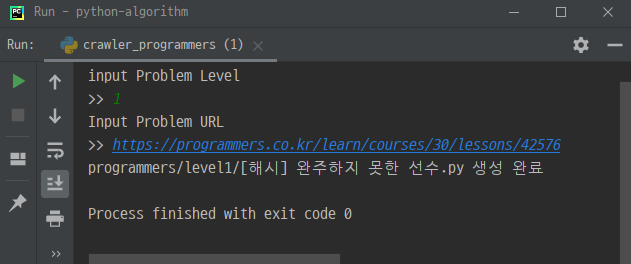 Run - python-algorithm
Run: crawler_programmers (1)
input Problem Level
>> 1
Input Problem URL
>> https://programmers.co.kr/learn/courses/30/lessons/42576
programmers/level1/[해시] 완주하지 못한 선수.py 생성 완료
Process finished with exit code 0